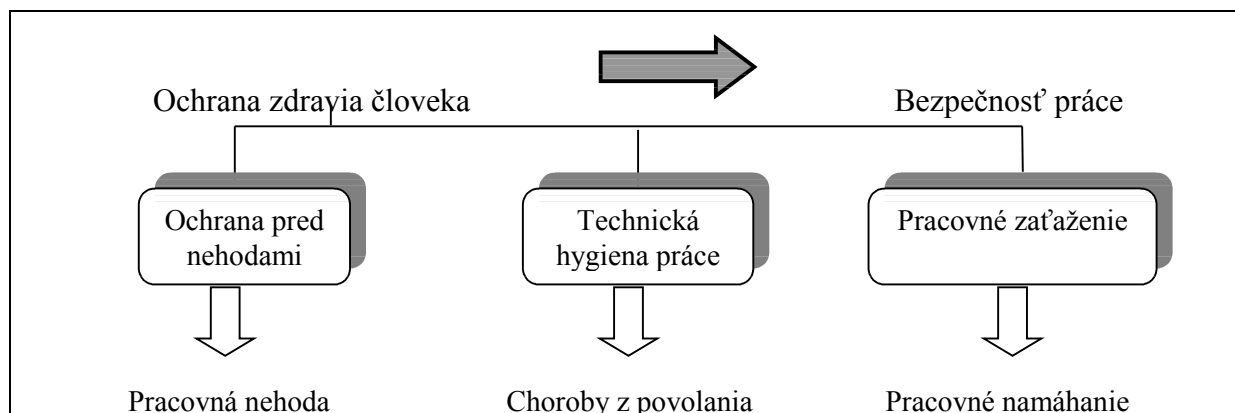 Ochrana zdravia človeka
Bezpečnosť práce
Ochrana pred
nehodami
Technická
hygiena práce
Pracovné zaťaženie
Pracovná nehoda
Choroby z povolania
Pracovné namáhanie